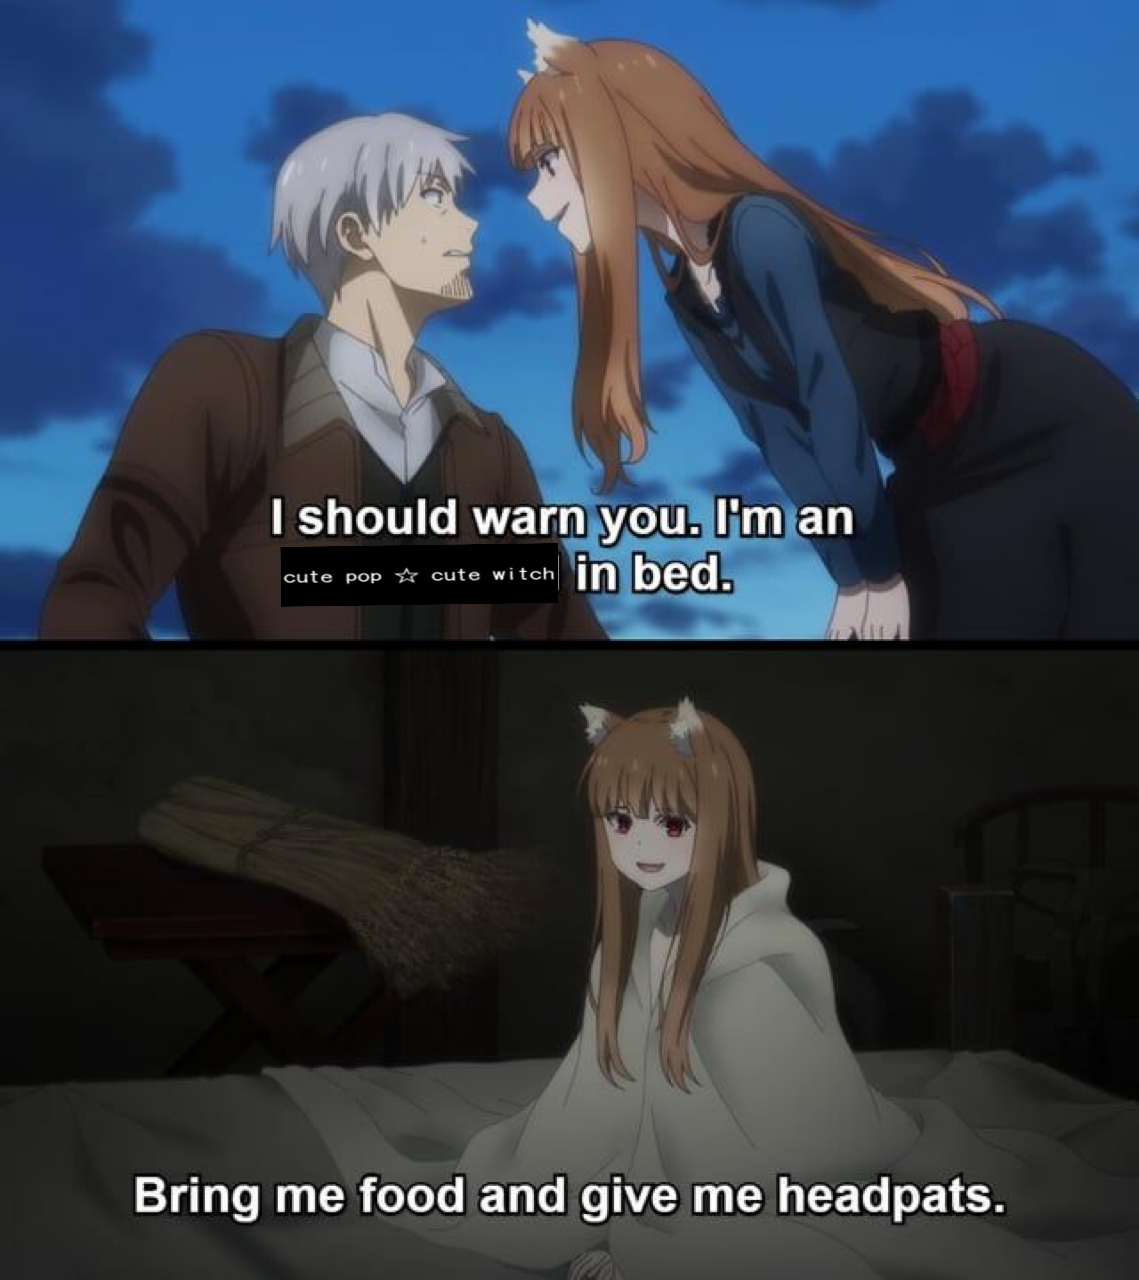 I should warn you. I'm an
cute pop ☆ cute witch in bed.
Bring me food and give me headpats.